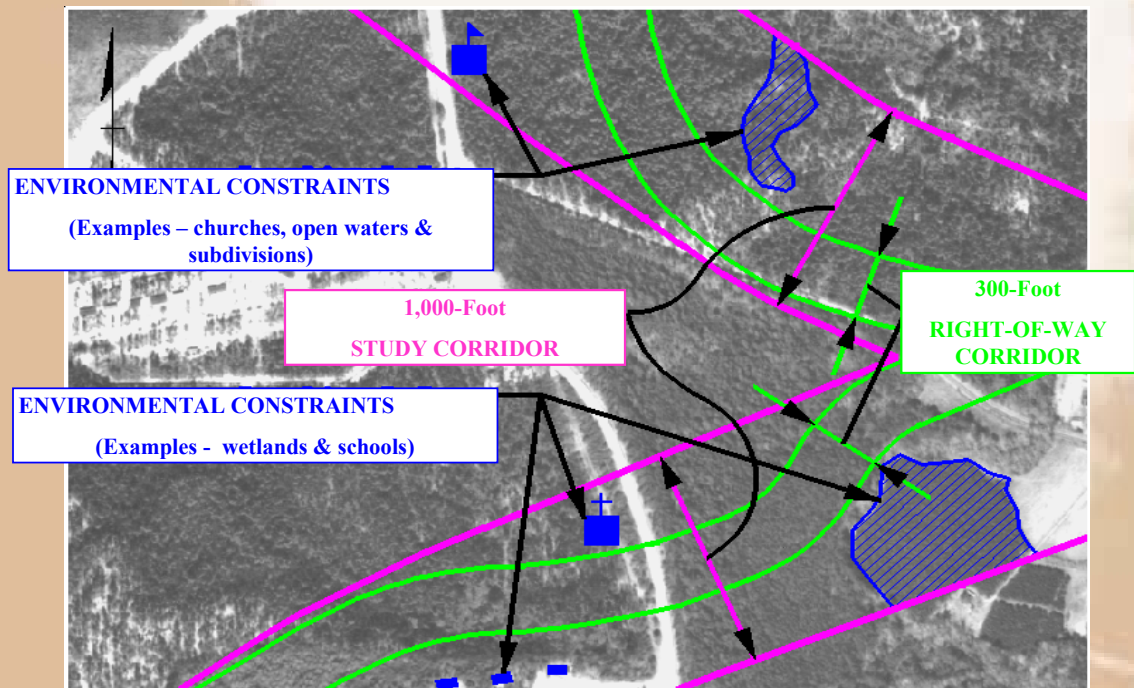 ENVIRONMENTAL CONSTRAINTS
(Examples – churches, open waters &
subdivisions)
1,000-Foot
STUDY CORRIDOR
300-Foot
RIGHT-OF-WAY
CORRIDOR
ENVIRONMENTAL CONSTRAINTS
(Examples - wetlands & schools)